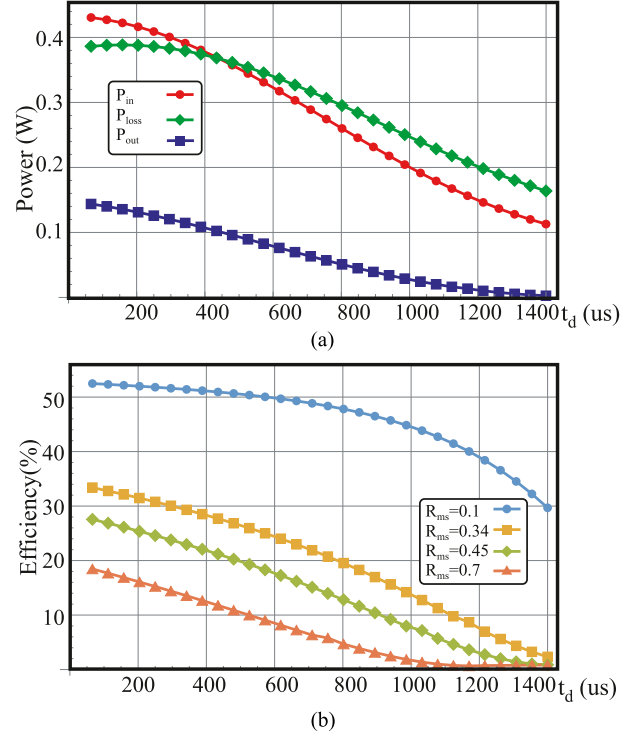 0.4
0.3
0.2
0.1
Power (W)
P_in
P_loss
P_out
200 400 600 800 1000 1200 1400 t_d (us)
(a)
50
40
30
20
10
Efficiency(%)
R_ms=0.1
R_ms=0.34
R_ms=0.45
R_ms=0.7
200 400 600 800 1000 1200 1400 t_d (us)
(b)